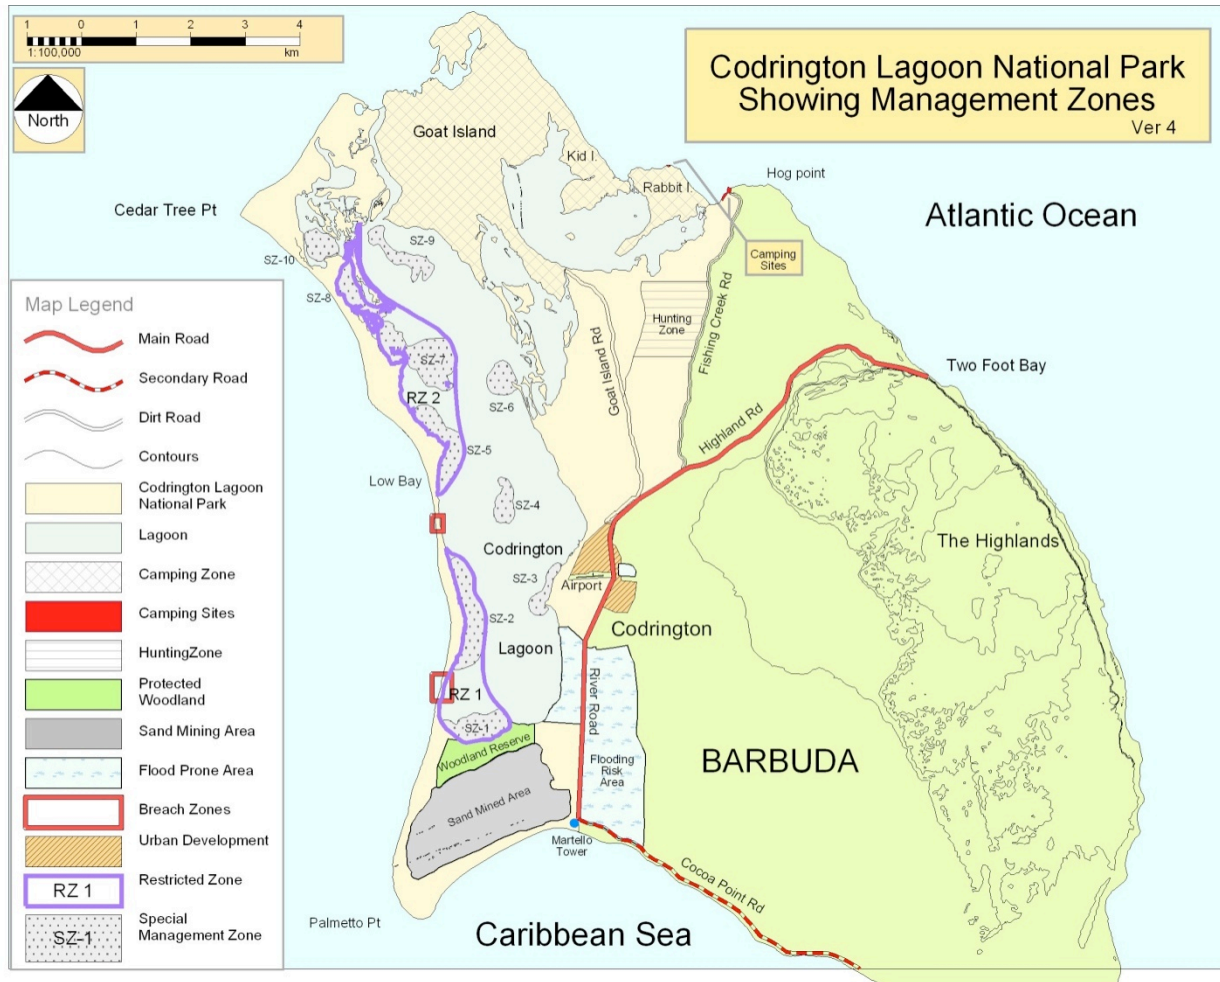 1 0 1 2 3 4
1:100,000 km
North
Codrington Lagoon National Park
Showing Management Zones
Ver 4
Goat Island
Kid I.
Rabbit I.
Hog point
Cedar Tree Pt
Atlantic Ocean
SZ-9
SZ-10
SZ-8
Camping
Sites
Hunting
Zone
Fishing Creek Rd
Goat Island Rd
SZ-7
RZ 2
SZ-6
SZ-5
Two Foot Bay
Highland Rd
Low Bay
SZ-4
Codrington
The Highlands
SZ-3
Airport
SZ-2
Codrington
Lagoon
RZ 1
River Road
SZ-1
Woodland Reserve
Flooding
Risk
Area
BARBUDA
Sand Mined Area
Martello
Tower
Cocoa Point Rd
Palmetto Pt
Caribbean Sea
Map Legend
Main Road
Secondary Road
Dirt Road
Contours
Codrington Lagoon
National Park
Lagoon
Camping Zone
Camping Sites
HuntingZone
Protected
Woodland
Sand Mining Area
Flood Prone Area
Breach Zones
Urban Development
RZ 1 Restricted Zone
SZ-1 Special
Management Zone